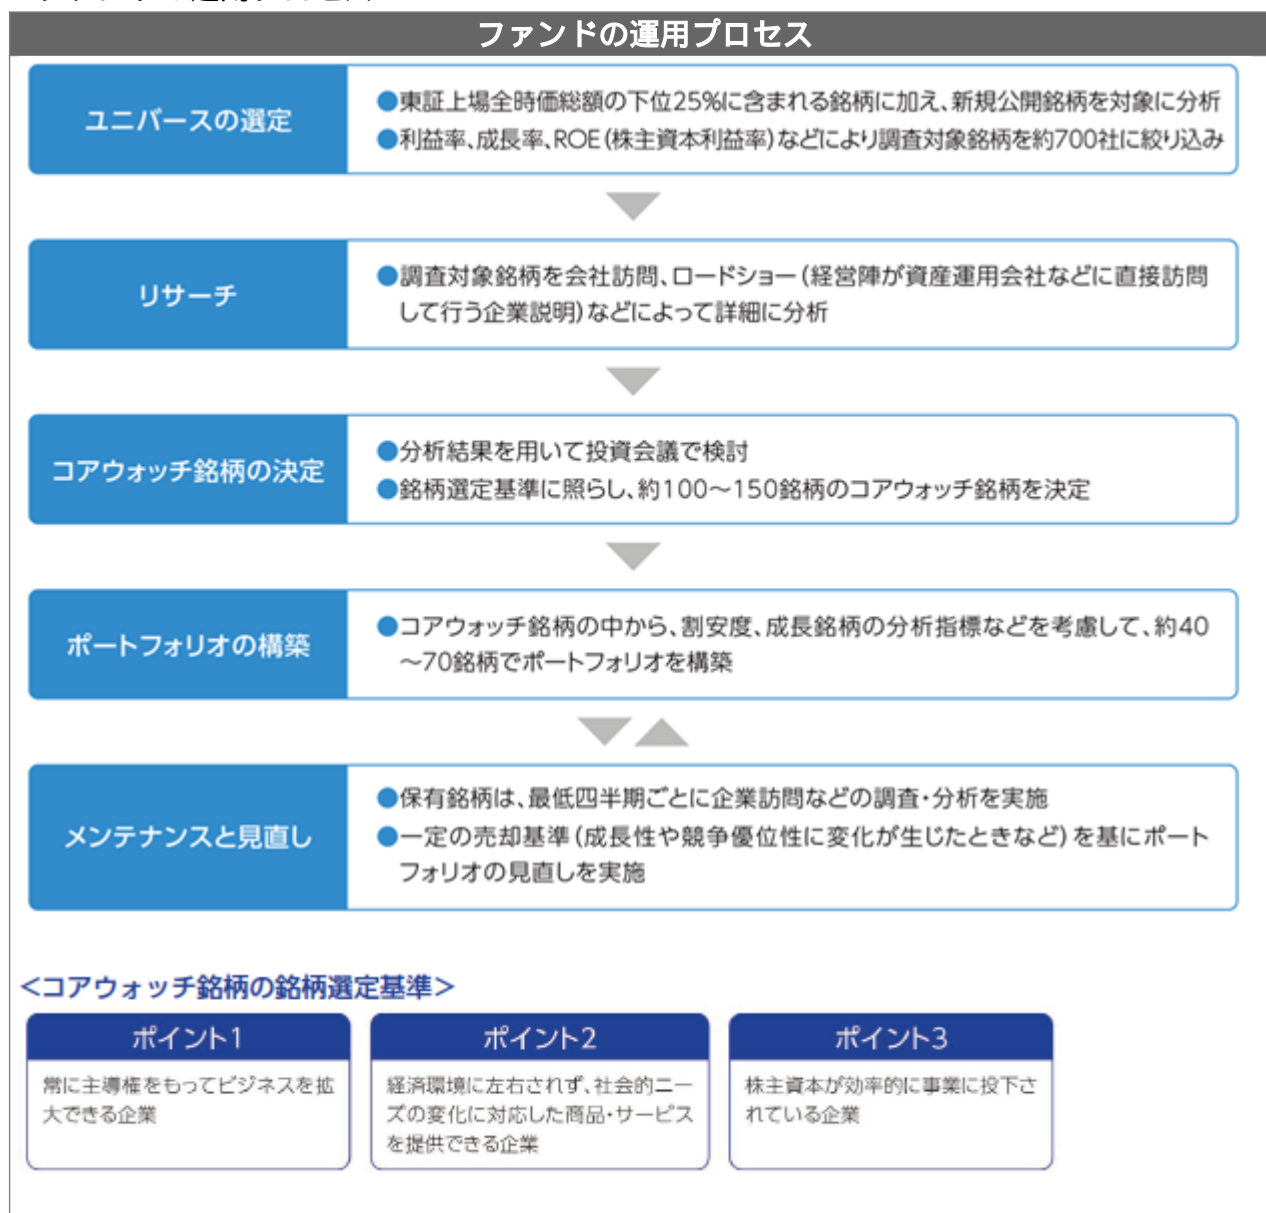 ファンドの運用プロセス
ユニバースの選定
●東証上場全時価総額の下位25%に含まれる銘柄に加え、新規公開銘柄を対象に分析
●利益率、成長率、ROE(株主資本利益率)などにより調査対象銘柄を約700社に絞り込み
リサーチ
●調査対象銘柄を会社訪問、ロードショー(経営陣が資産運用会社などに直接訪問
して行う企業説明)などによって詳細に分析
コアウォッチ銘柄の決定
●分析結果を用いて投資会議で検討
●銘柄選定基準に照らし、約100～150銘柄のコアウォッチ銘柄を決定
ポートフォリオの構築
●コアウォッチ銘柄の中から、割安度、成長銘柄の分析指標などを考慮して、約40
～70銘柄でポートフォリオを構築
メンテナンスと見直し
●保有銘柄は、最低四半期ごとに企業訪問などの調査・分析を実施
●一定の売却基準(成長性や競争優位性に変化が生じたときなど)を基にポート
フォリオの見直しを実施
＜コアウォッチ銘柄の銘柄選定基準＞
ポイント1
常に主導権をもってビジネスを拡
大できる企業
ポイント2
経済環境に左右されず、社会的ニー
ズの変化に対応した商品・サービス
を提供できる企業
ポイント3
株主資本が効率的に事業に投下さ
れている企業